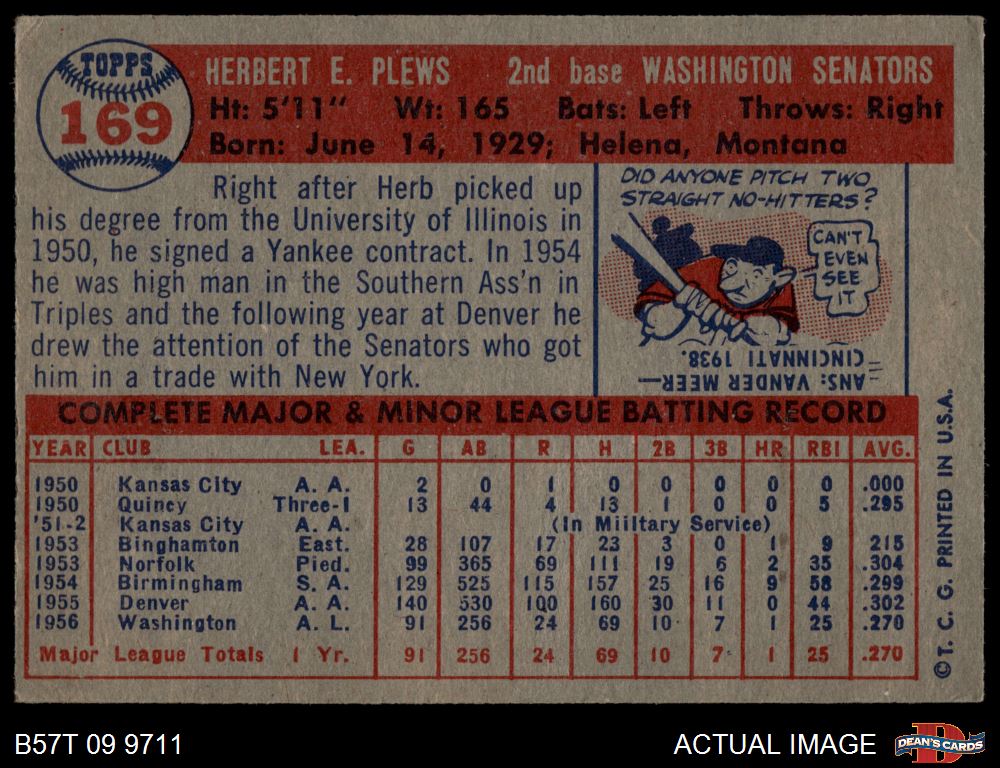 TOPPS
169
HERBERT E. PLEWS 2nd base WASHINGTON SENATORS
Ht: 5'11" Wt: 165 Bats: Left Throws: Right
Born: June 14, 1929; Helena, Montana
Right after Herb picked up
his degree from the University of Illinois in
1950, he signed a Yankee contract. In 1954
he was high man in the Southern Ass'n in
Triples and the following year at Denver he
drew the attention of the Senators who got
him in a trade with New York.
DID ANYONE PITCH TWO
STRAIGHT NO-HITTERS?
CAN'T
EVEN
SEE
IT
ANS: VANDER MEER—
CINCINNATI 1938.
COMPLETE MAJOR & MINOR LEAGUE BATTING RECORD
YEAR CLUB LEA. G AB R H 2B 3B HR RBI AVG.
1950 Kansas City A. A. 2 0 1 0 0 0 0 0 .000
1950 Quincy Three-I 13 44 4 13 1 0 0 5 .295
'51-2 Kansas City A. A. (In Miiltary Service)
1953 Binghamton East. 28 107 17 23 3 0 1 9 .215
1953 Norfolk Pied. 99 365 69 111 19 6 2 35 .304
1954 Birmingham S. A. 129 525 115 157 25 16 9 58 .299
1955 Denver A. A. 140 530 100 160 30 11 0 44 .302
1956 Washington A. L. 91 256 24 69 10 7 1 25 .270
Major League Totals 1 Yr. 91 256 24 69 10 7 1 25 .270
©T. C. G. PRINTED IN U.S.A.
B57T 09 9711
ACTUAL IMAGE
DEAN'S CARDS